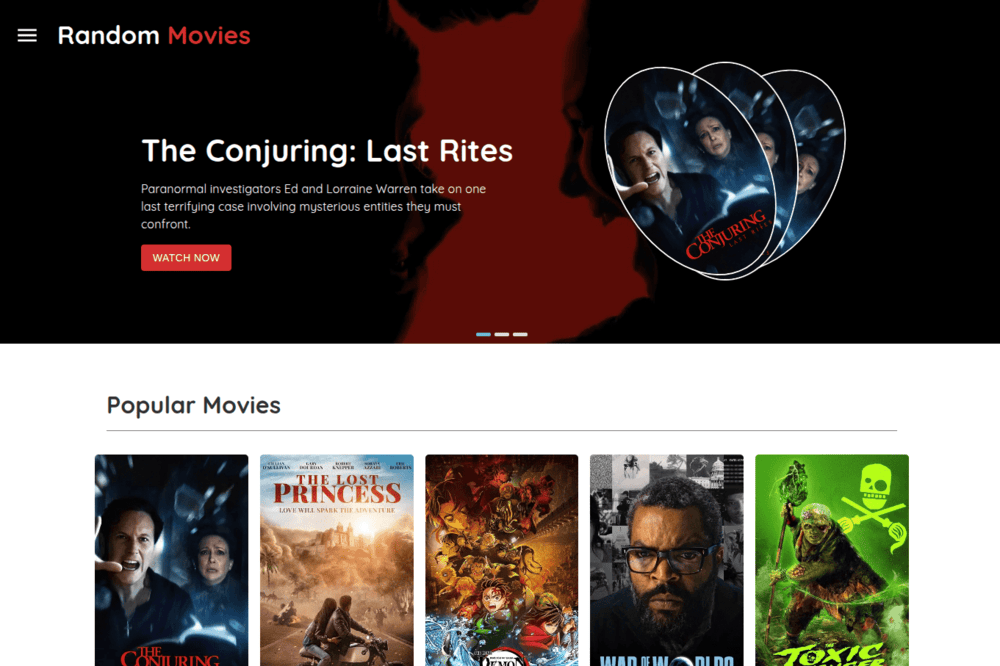 Random Movies
The Conjuring: Last Rites
Paranormal investigators Ed and Lorraine Warren take on one
last terrifying case involving mysterious entities they must
confront.
WATCH NOW
THE
CONJURING
LAST RITES
Popular Movies
THE
CONJURING
THE LOST
PRINCESS
LOVE WILL SPARK THE ADVENTURE
DEMON
WAR OF THE WORLDS
TOXIC